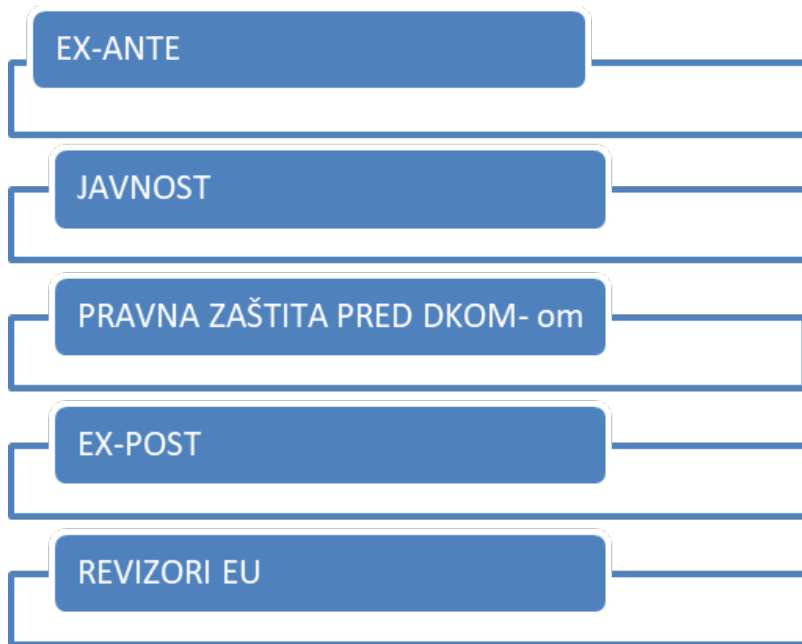 EX-ANTE
JAVNOST
PRAVNA ZAŠTITA PRED DKOM- om
EX-POST
REVIZORI EU